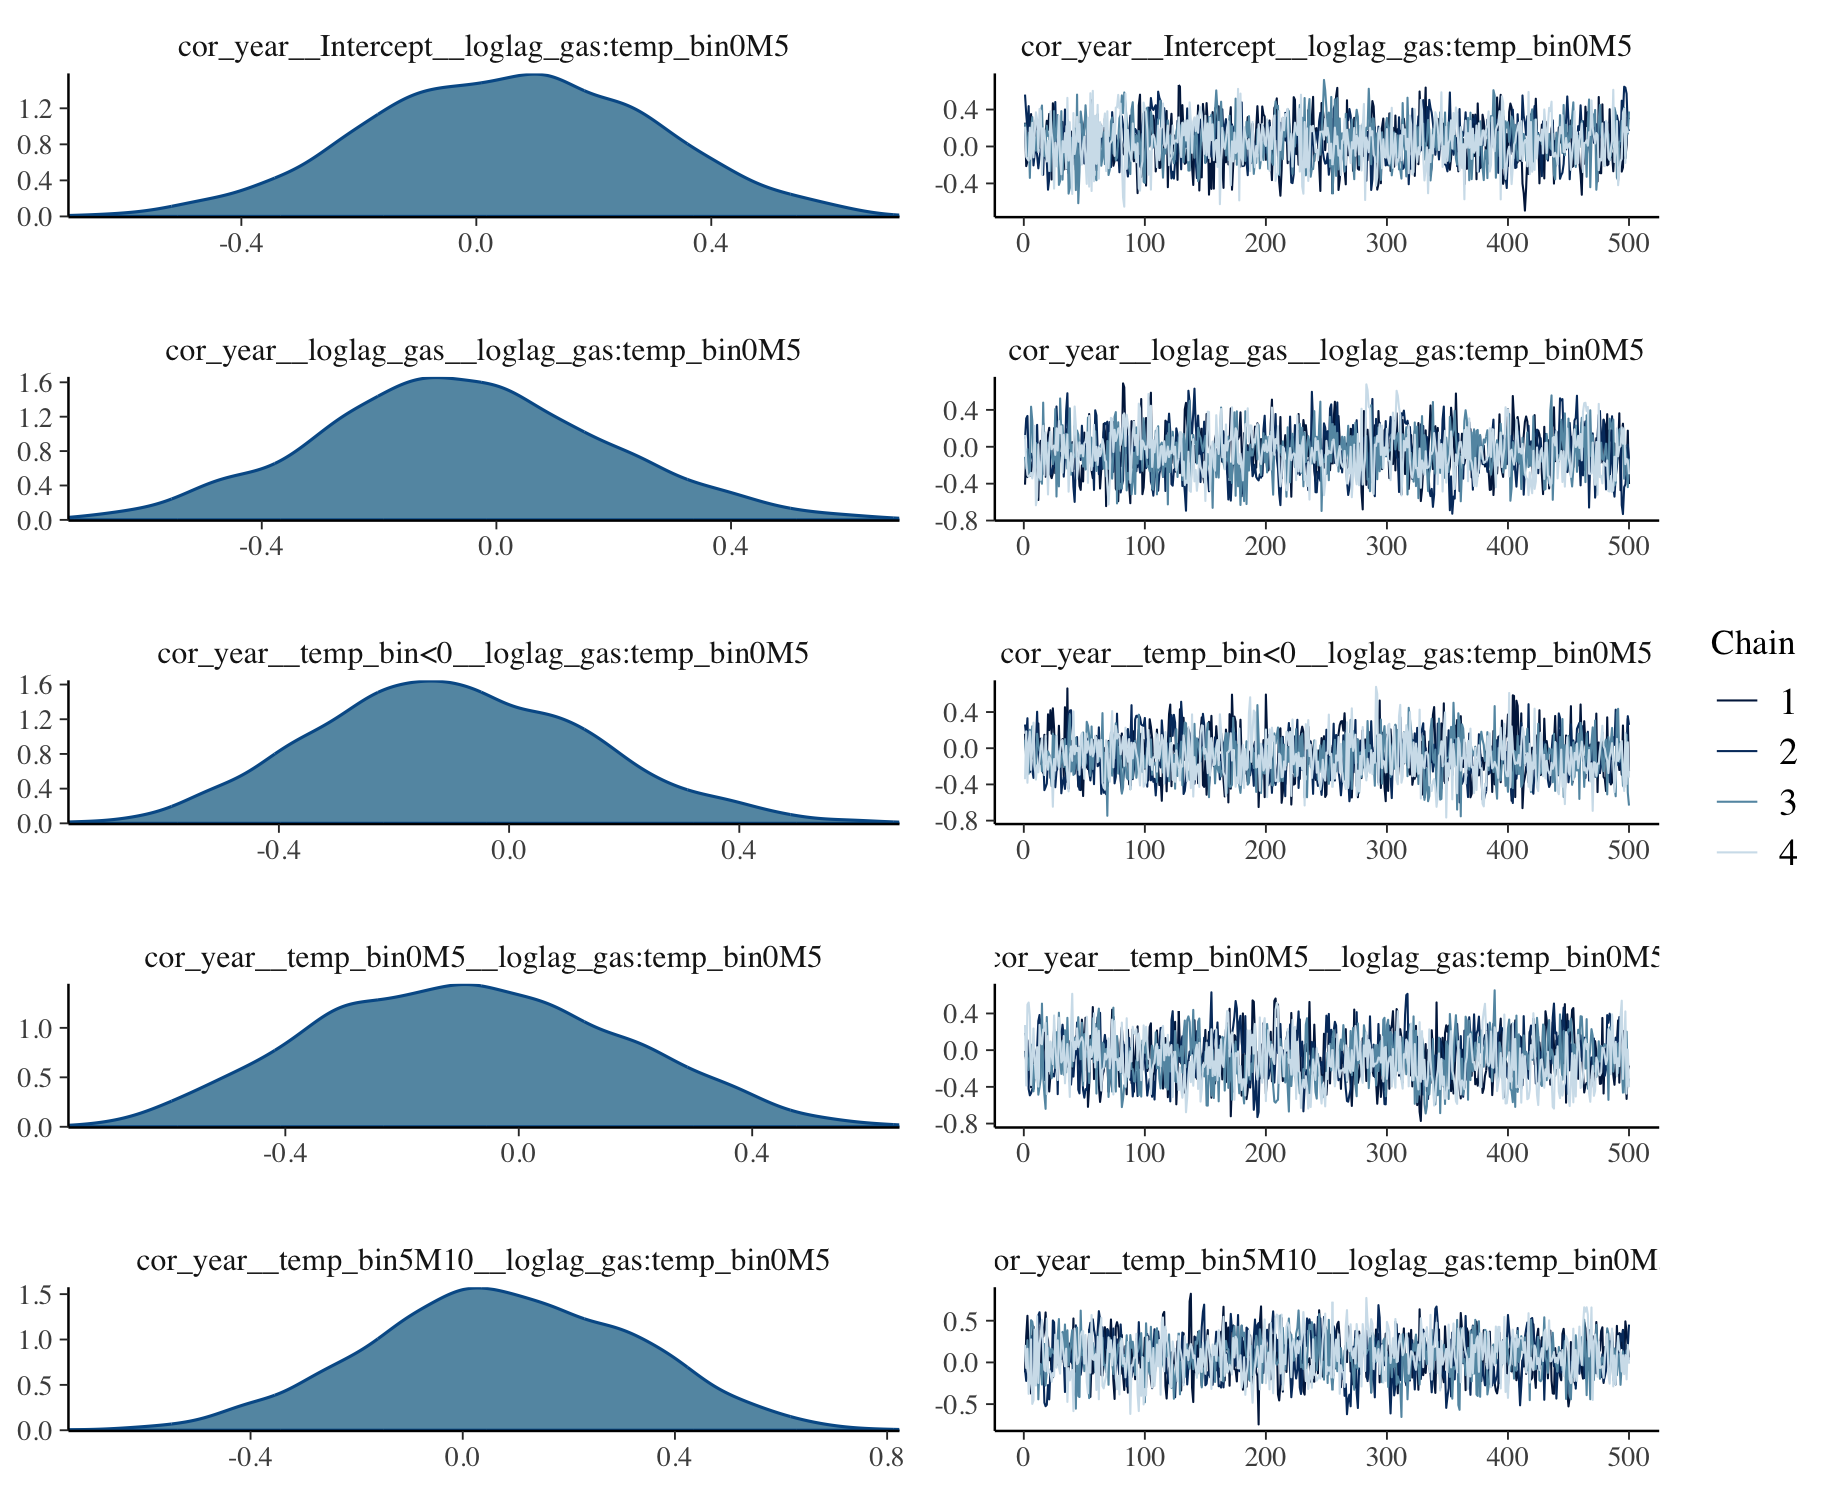 cor_year__Intercept__loglag_gas:temp_bin0M5
1.2
0.8
0.4
0.0
-0.4 0.0 0.4
cor_year__Intercept__loglag_gas:temp_bin0M5
0.4
0.0
-0.4
0 100 200 300 400 500
cor_year__loglag_gas__loglag_gas:temp_bin0M5
1.6
1.2
0.8
0.4
0.0
-0.4 0.0 0.4
cor_year__loglag_gas__loglag_gas:temp_bin0M5
0.4
0.0
-0.4
-0.8
0 100 200 300 400 500
cor_year__temp_bin<0__loglag_gas:temp_bin0M5
1.6
1.2
0.8
0.4
0.0
-0.4 0.0 0.4
cor_year__temp_bin<0__loglag_gas:temp_bin0M5
0.4
0.0
-0.4
-0.8
0 100 200 300 400 500
cor_year__temp_bin0M5__loglag_gas:temp_bin0M5
1.0
0.5
0.0
-0.4 0.0 0.4
cor_year__temp_bin0M5__loglag_gas:temp_bin0M5
0.4
0.0
-0.4
-0.8
0 100 200 300 400 500
cor_year__temp_bin5M10__loglag_gas:temp_bin0M5
1.5
1.0
0.5
0.0
-0.4 0.0 0.4 0.8
or_year__temp_bin5M10__loglag_gas:temp_bin0M
0.5
0.0
-0.5
0 100 200 300 400 500
Chain
1
2
3
4